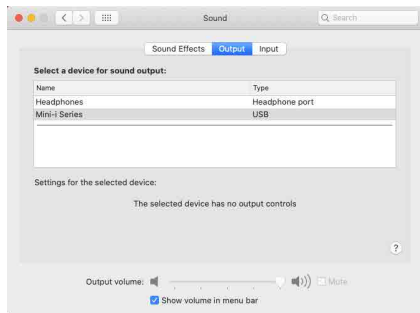 Sound
Search
Sound Effects Output Input
Select a device for sound output:
Name Type
Headphones Headphone port
Mini-i Series USB
Settings for the selected device:
The selected device has no output controls
?
Output volume: Mute
Show volume in menu bar